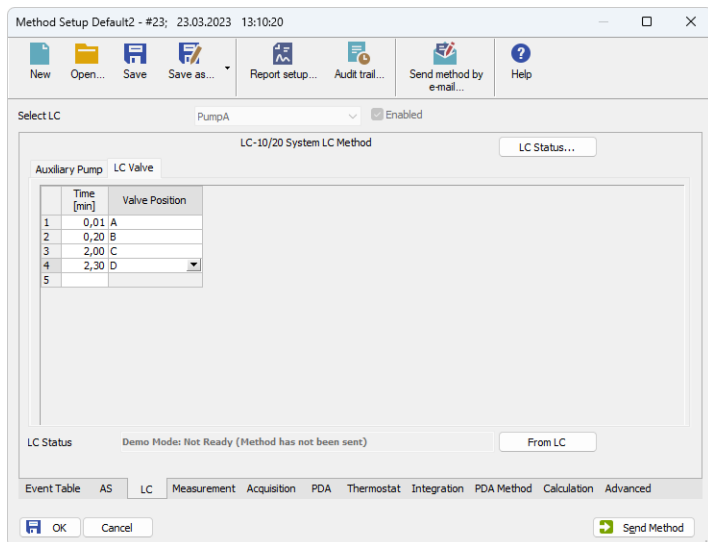 Method Setup Default2 - #23; 23.03.2023 13:10:20
New Open... Save Save as... Report setup... Audit trail... Send method by e-mail... Help
Select LC PumpA Enabled
LC-10/20 System LC Method LC Status...
Auxiliary Pump LC Valve
Time [min] Valve Position
1 0,01 A
2 0,20 B
3 2,00 C
4 2,30 D
5
LC Status Demo Mode: Not Ready (Method has not been sent) From LC
Event Table AS LC Measurement Acquisition PDA Thermostat Integration PDA Method Calculation Advanced
OK Cancel Send Method